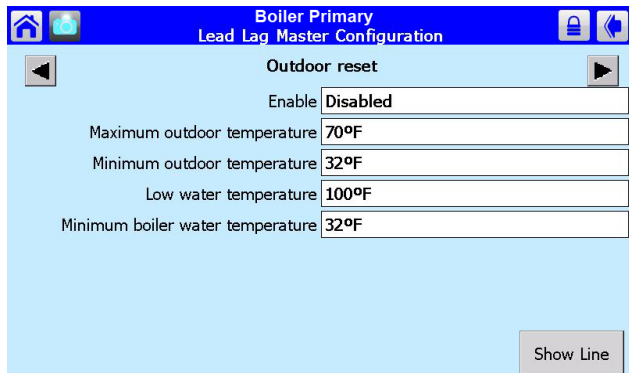 Boiler Primary
Lead Lag Master Configuration
Outdoor reset
Enable Disabled
Maximum outdoor temperature 70ºF
Minimum outdoor temperature 32ºF
Low water temperature 100ºF
Minimum boiler water temperature 32ºF
Show Line